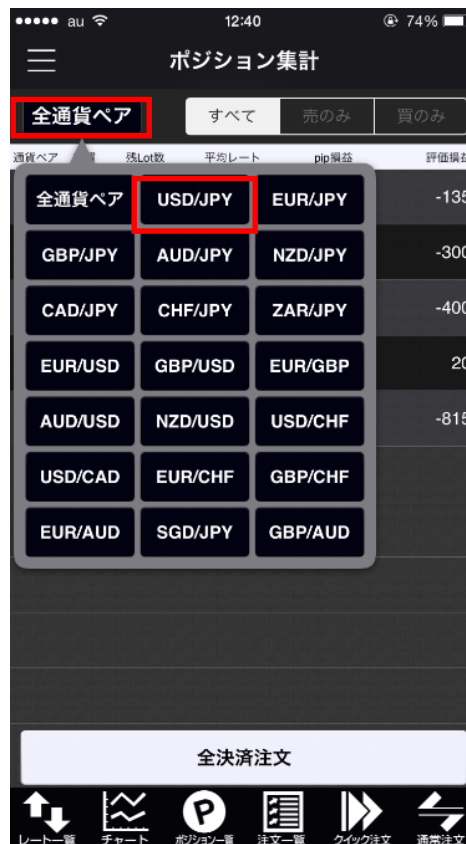 au 12:40 74%
ポジション集計
全通貨ペア すべて 売のみ 買のみ
通貨ペア 残Lot数 平均レート pip損益 評価損益
全通貨ペア USD/JPY EUR/JPY -135
GBP/JPY AUD/JPY NZD/JPY -300
CAD/JPY CHF/JPY ZAR/JPY -400
EUR/USD GBP/USD EUR/GBP 20
AUD/USD NZD/USD USD/CHF -815
USD/CAD EUR/CHF GBP/CHF
EUR/AUD SGD/JPY GBP/AUD
全決済注文
レート一覧 チャート ポジション一覧 注文一覧 クイック注文 通常注文